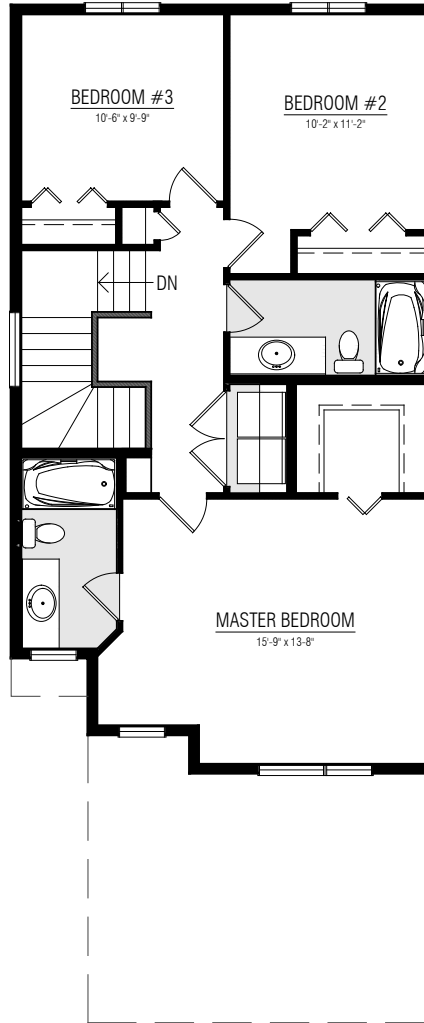 BEDROOM #3
10'-6" x 9'-9"
BEDROOM #2
10'-2" x 11'-2"
DN
MASTER BEDROOM
15'-9" x 13'-8"